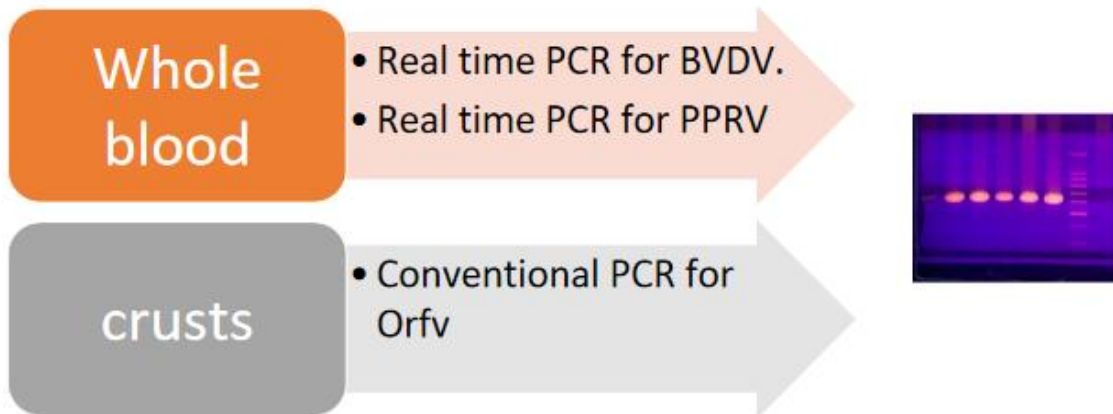 Whole
blood
• Real time PCR for BVDV.
• Real time PCR for PPRV
crusts
• Conventional PCR for
Orfv